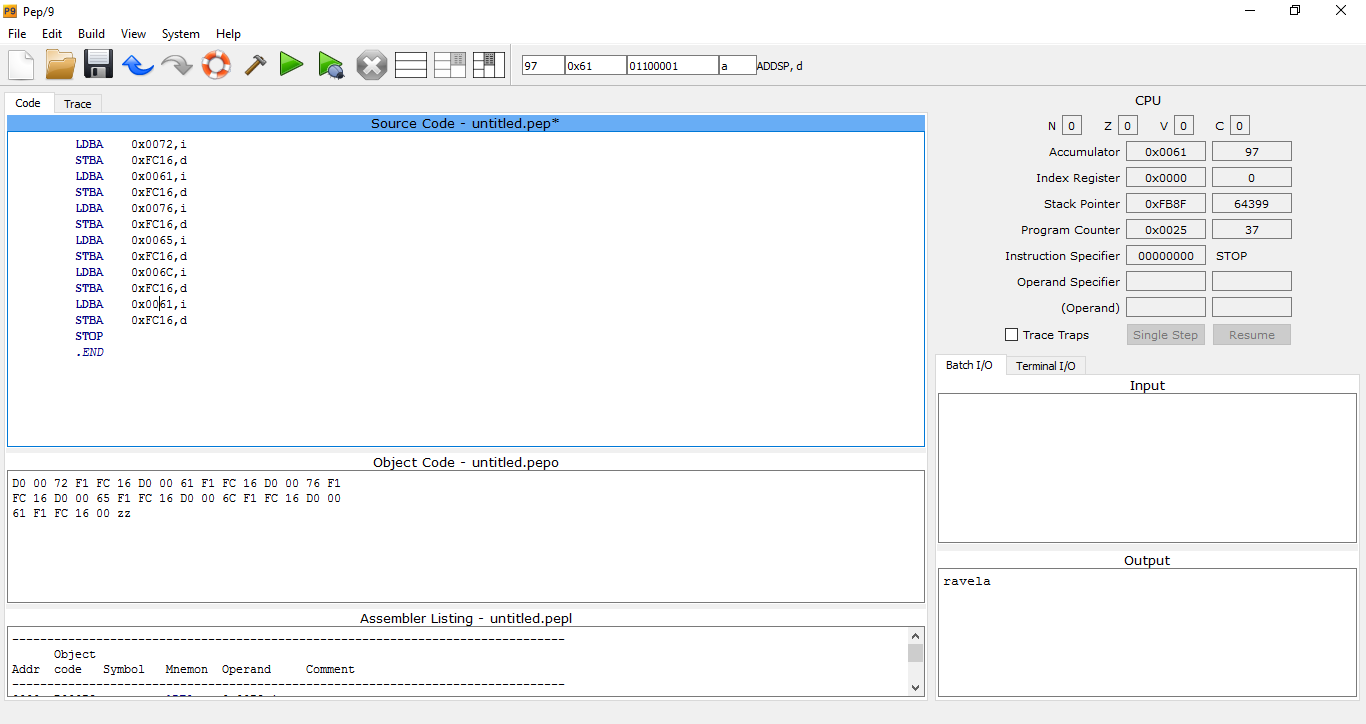 P9 Pep/9
File Edit Build View System Help
97 0x61 01100001 a ADDSP, d
Code Trace
Source Code - untitled.pep*
LDBA 0x0072,i
STBA 0xFC16,d
LDBA 0x0061,i
STBA 0xFC16,d
LDBA 0x0076,i
STBA 0xFC16,d
LDBA 0x0065,i
STBA 0xFC16,d
LDBA 0x006C,i
STBA 0xFC16,d
LDBA 0x0061,i
STBA 0xFC16,d
STOP
.END
Object Code - untitled.pepo
D0 00 72 F1 FC 16 D0 00 61 F1 FC 16 D0 00 76 F1
FC 16 D0 00 65 F1 FC 16 D0 00 6C F1 FC 16 D0 00
61 F1 FC 16 00 zz
Assembler Listing - untitled.pepl
-------------------------------------------------------------------------------
Object
Addr code Symbol Mnemon Operand Comment
-------------------------------------------------------------------------------
CPU
N 0 Z 0 V 0 C 0
Accumulator 0x0061 97
Index Register 0x0000 0
Stack Pointer 0xFB8F 64399
Program Counter 0x0025 37
Instruction Specifier 00000000 STOP
Operand Specifier
(Operand)
Trace Traps Single Step Resume
Batch I/O Terminal I/O
Input
Output
ravela